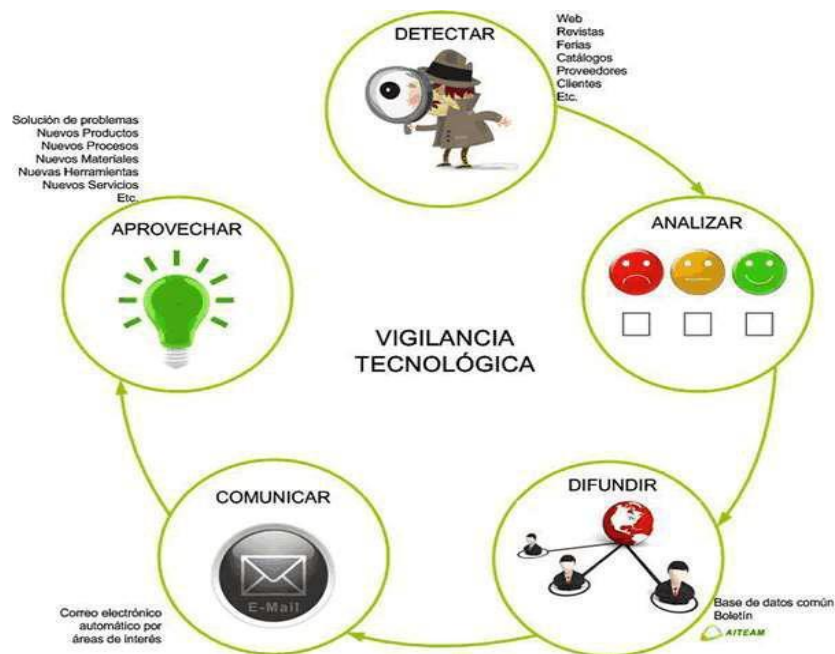 DETECTAR
Web
Revistas
Ferias
Catálogos
Proveedores
Clientes
Etc.
ANALIZAR
DIFUNDIR
Base de datos común
Boletín
AITEAM
COMUNICAR
E-Mail
Correo electrónico
automático por
áreas de interés
Solución de problemas
Nuevos Productos
Nuevos Procesos
Nuevos Materiales
Nuevas Herramientas
Nuevos Servicios
Etc.
APROVECHAR
VIGILANCIA
TECNOLÓGICA